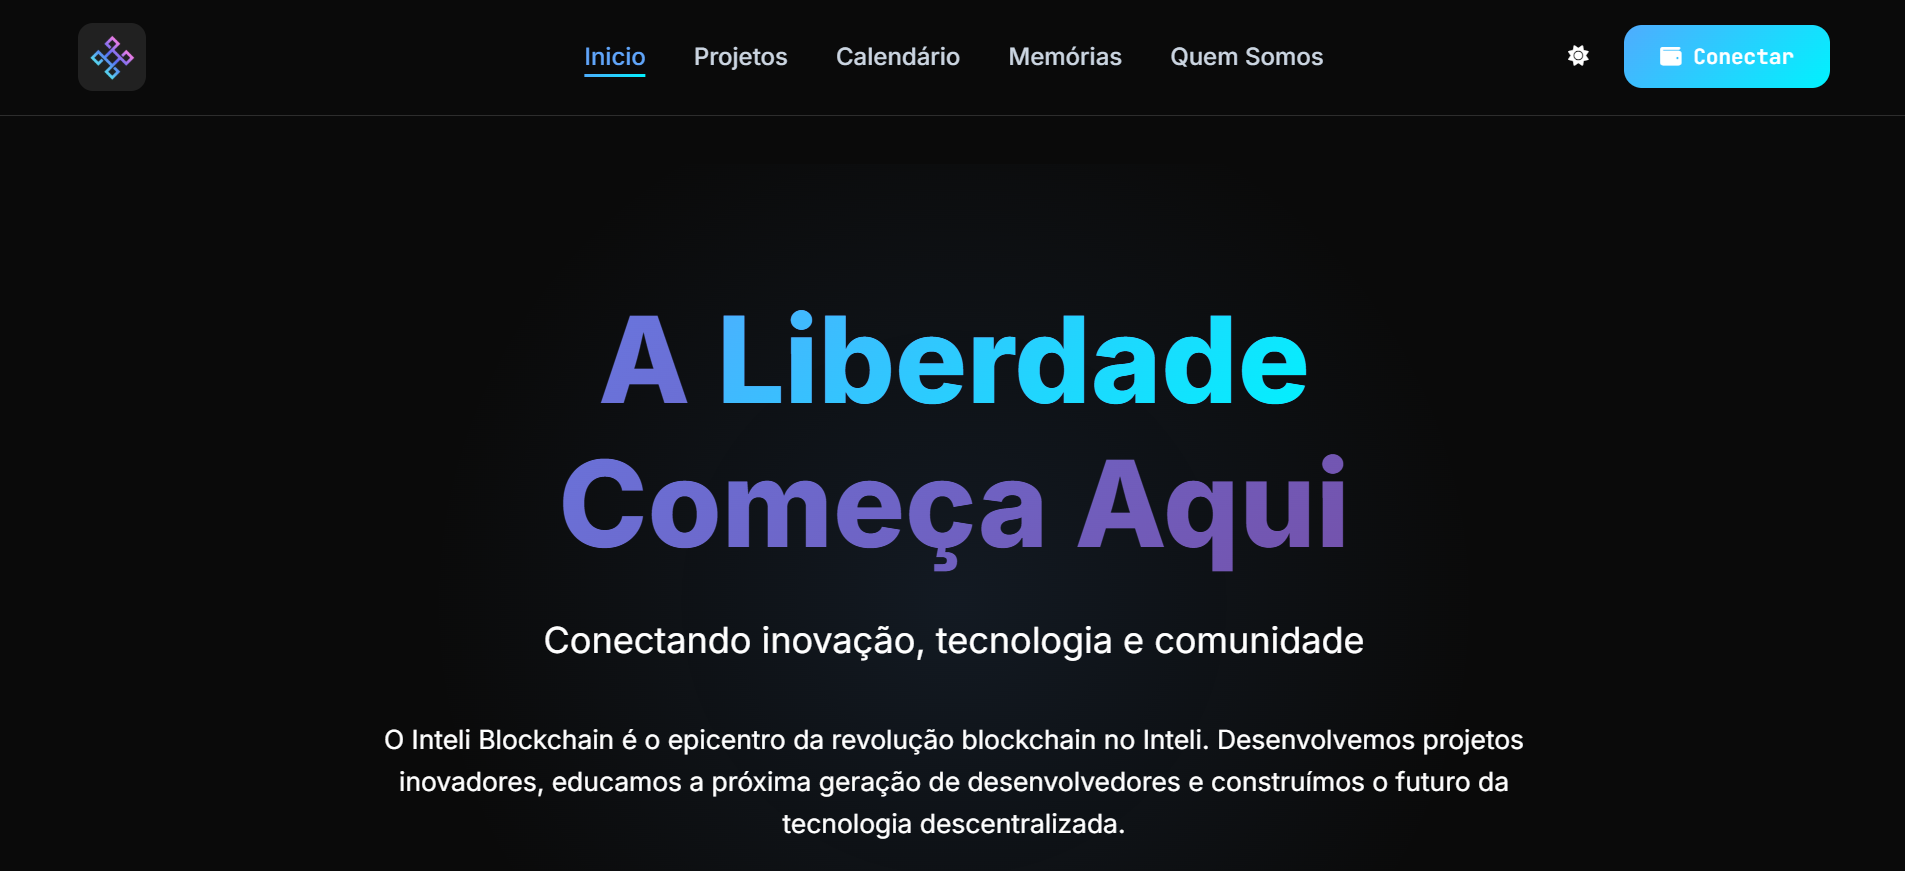 Inicio Projetos Calendário Memórias Quem Somos Conectar
A Liberdade
Começa Aqui
Conectando inovação, tecnologia e comunidade
O Inteli Blockchain é o epicentro da revolução blockchain no Inteli. Desenvolvemos projetos
inovadores, educamos a próxima geração de desenvolvedores e construímos o futuro da
tecnologia descentralizada.